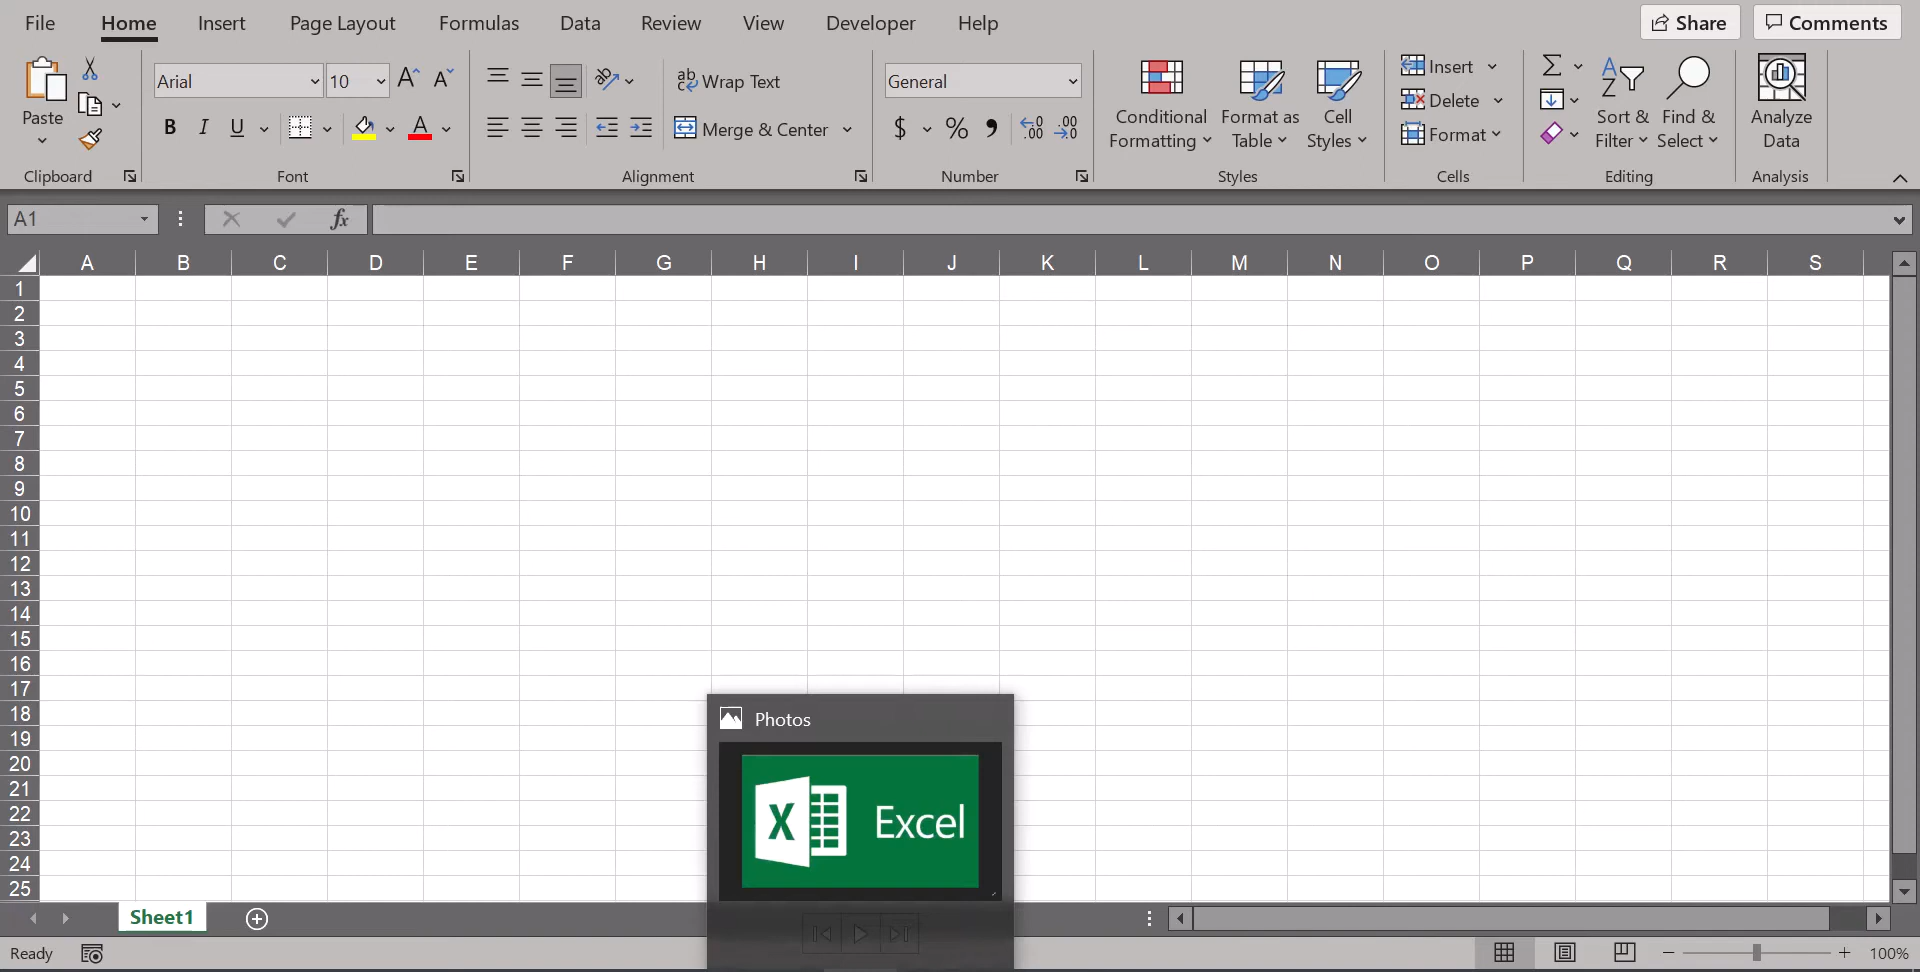 File Home Insert Page Layout Formulas Data Review View Developer Help Share Comments
Arial 10 ab Wrap Text General Insert
Paste Conditional Format as Cell Delete Sort & Find & Analyze
B I U A Merge & Center $ % Formatting Table Styles Format Filter Select Data
Clipboard Font Alignment Number Styles Cells Editing Analysis
A1 fx
A B C D E F G H I J K L M N O P Q R S
1
2
3
4
5
6
7
8
9
10
11
12
13
14
15
16
17
18
19
20
21
22
23
24
25
Photos
X Excel
Sheet1
Ready 100%